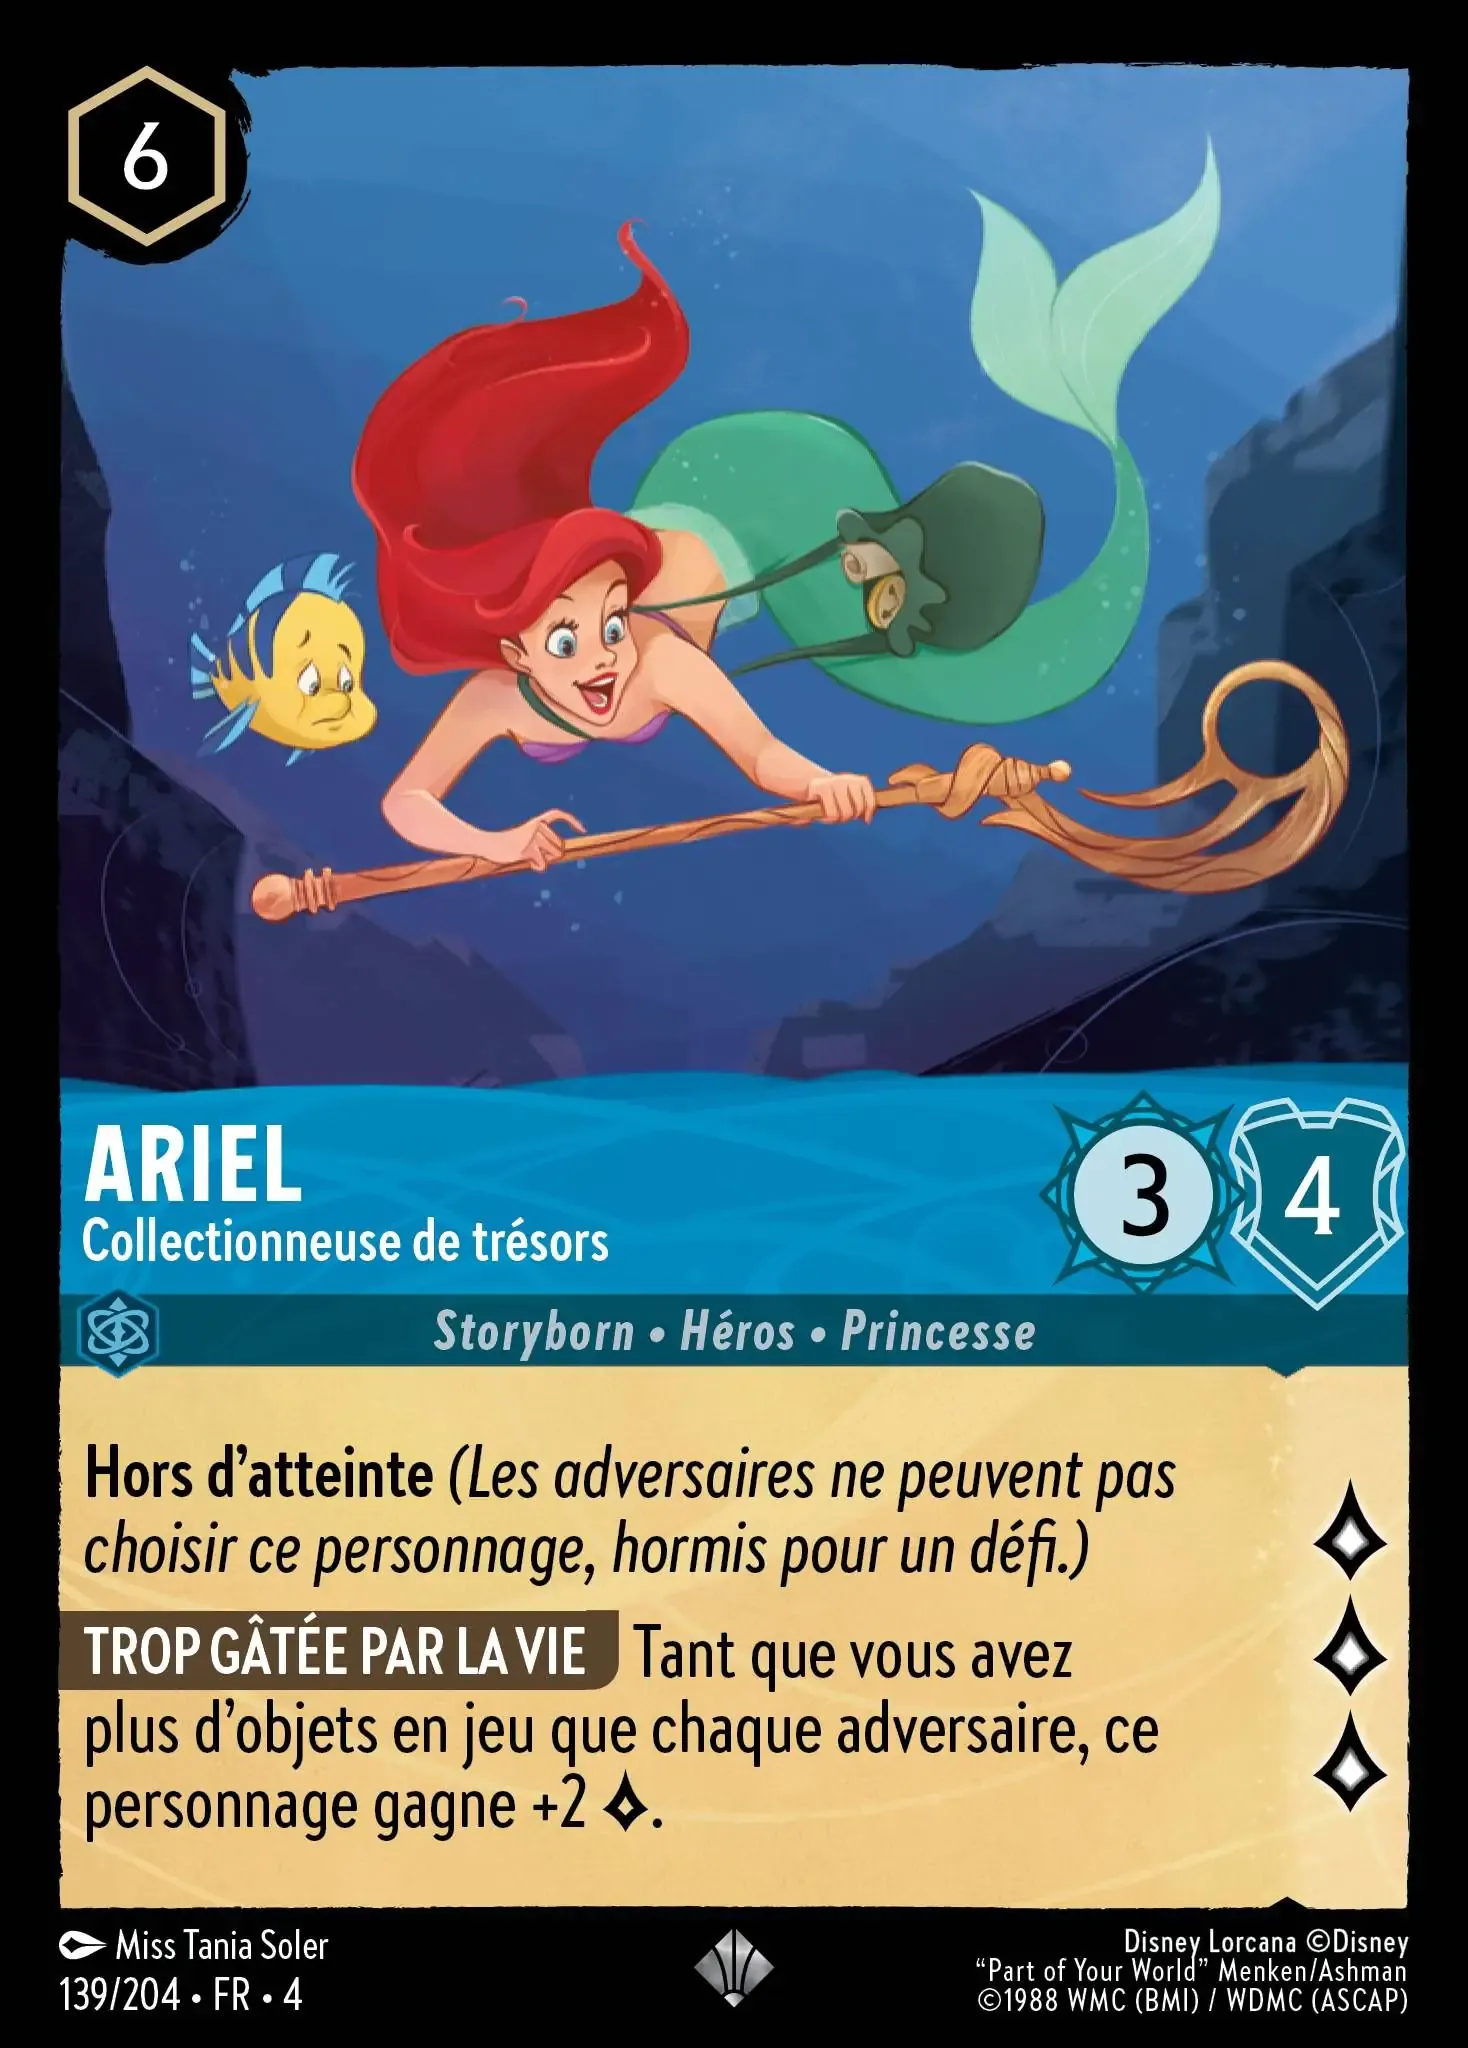 6
ARIEL
Collectionneuse de trésors
3
4
Storyborn • Héros • Princesse
Hors d’atteinte (Les adversaires ne peuvent pas
choisir ce personnage, hormis pour un défi.)
TROP GÂTÉE PAR LA VIE Tant que vous avez
plus d’objets en jeu que chaque adversaire, ce
personnage gagne +2 .
Miss Tania Soler
139/204 • FR • 4
Disney Lorcana ©Disney
“Part of Your World” Menken/Ashman
©1988 WMC (BMI) / WDMC (ASCAP)